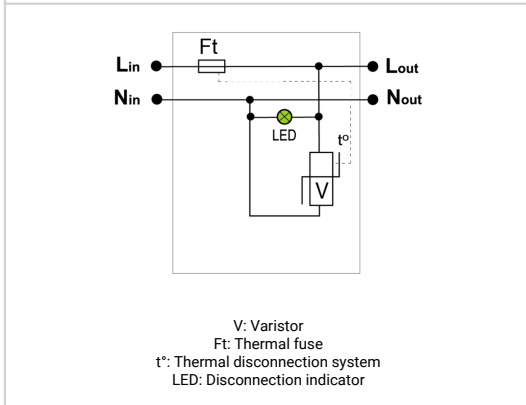 Ft
Lin
Lout
Nin
Nout
LED
t°
V
V: Varistor
Ft: Thermal fuse
t°: Thermal disconnection system
LED: Disconnection indicator